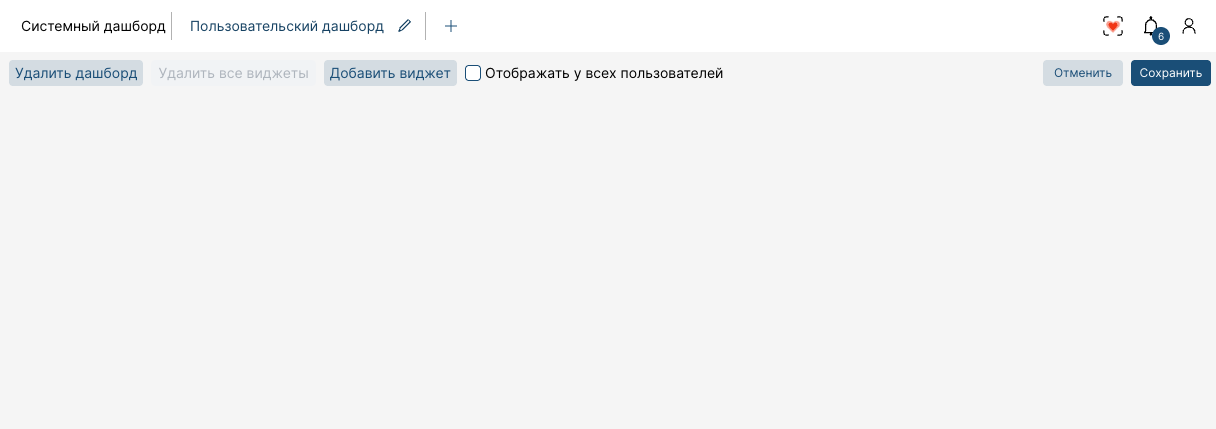 Системный дашборд Пользовательский дашборд
6
Удалить дашборд Удалить все виджеты Добавить виджет Отображать у всех пользователей Отменить Сохранить